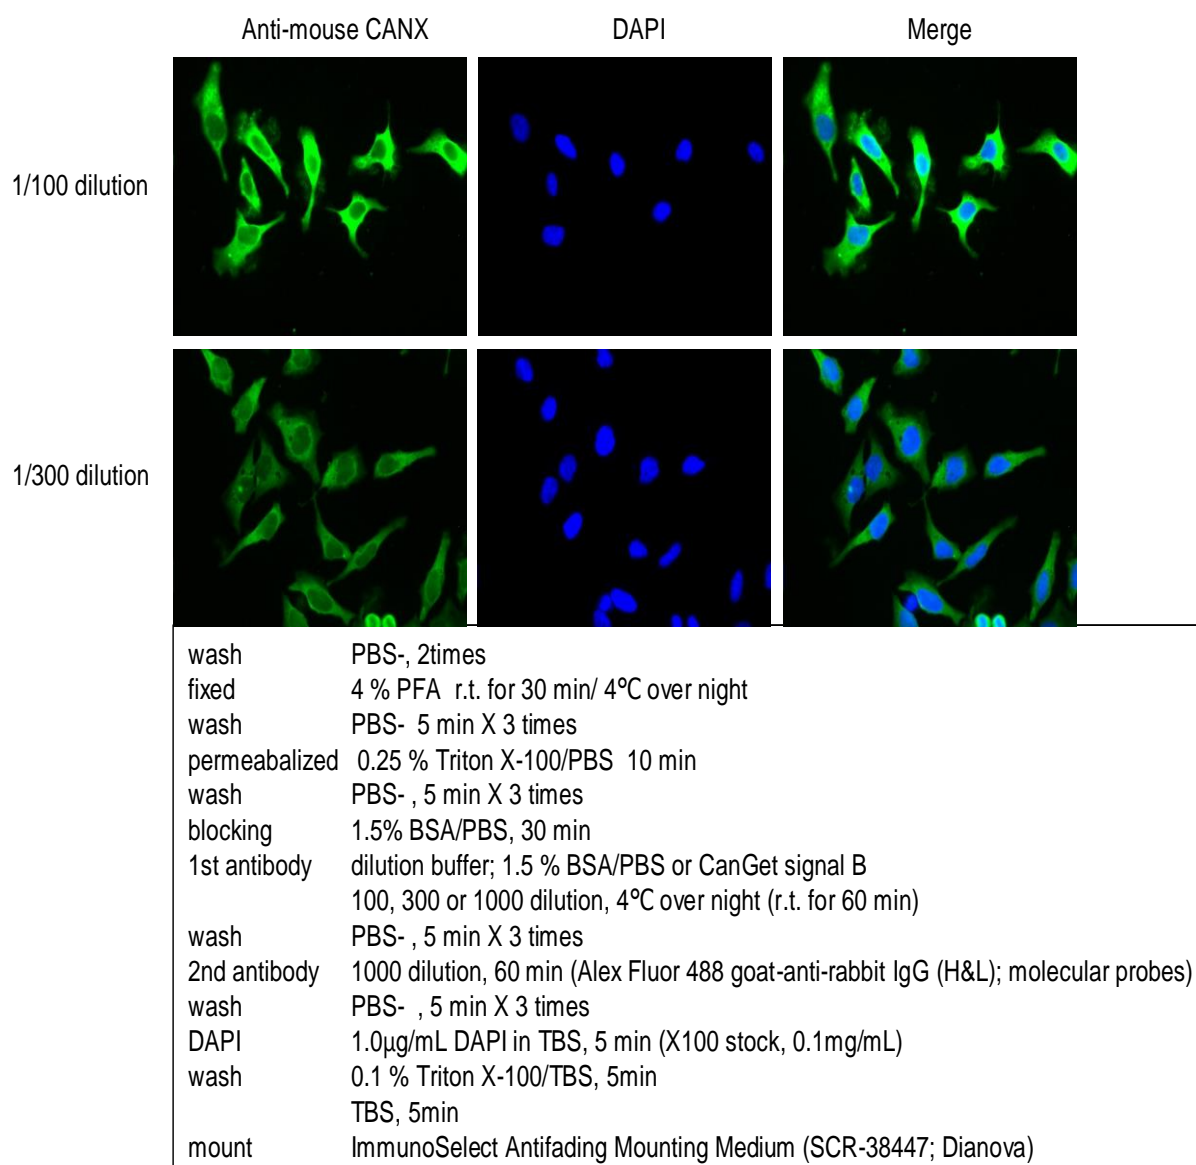 Anti-mouse CANX DAPI Merge
1/100 dilution
1/300 dilution
wash PBS-, 2times
fixed 4 % PFA r.t. for 30 min/ 4℃ over night
wash PBS- 5 min X 3 times
permeabalized 0.25 % Triton X-100/PBS 10 min
wash PBS- , 5 min X 3 times
blocking 1.5% BSA/PBS, 30 min
1st antibody dilution buffer; 1.5 % BSA/PBS or CanGet signal B
100, 300 or 1000 dilution, 4℃ over night (r.t. for 60 min)
wash PBS- , 5 min X 3 times
2nd antibody 1000 dilution, 60 min (Alex Fluor 488 goat-anti-rabbit IgG (H&L); molecular probes)
wash PBS- , 5 min X 3 times
DAPI 1.0μg/mL DAPI in TBS, 5 min (X100 stock, 0.1mg/mL)
wash 0.1 % Triton X-100/TBS, 5min
TBS, 5min
mount ImmunoSelect Antifading Mounting Medium (SCR-38447; Dianova)